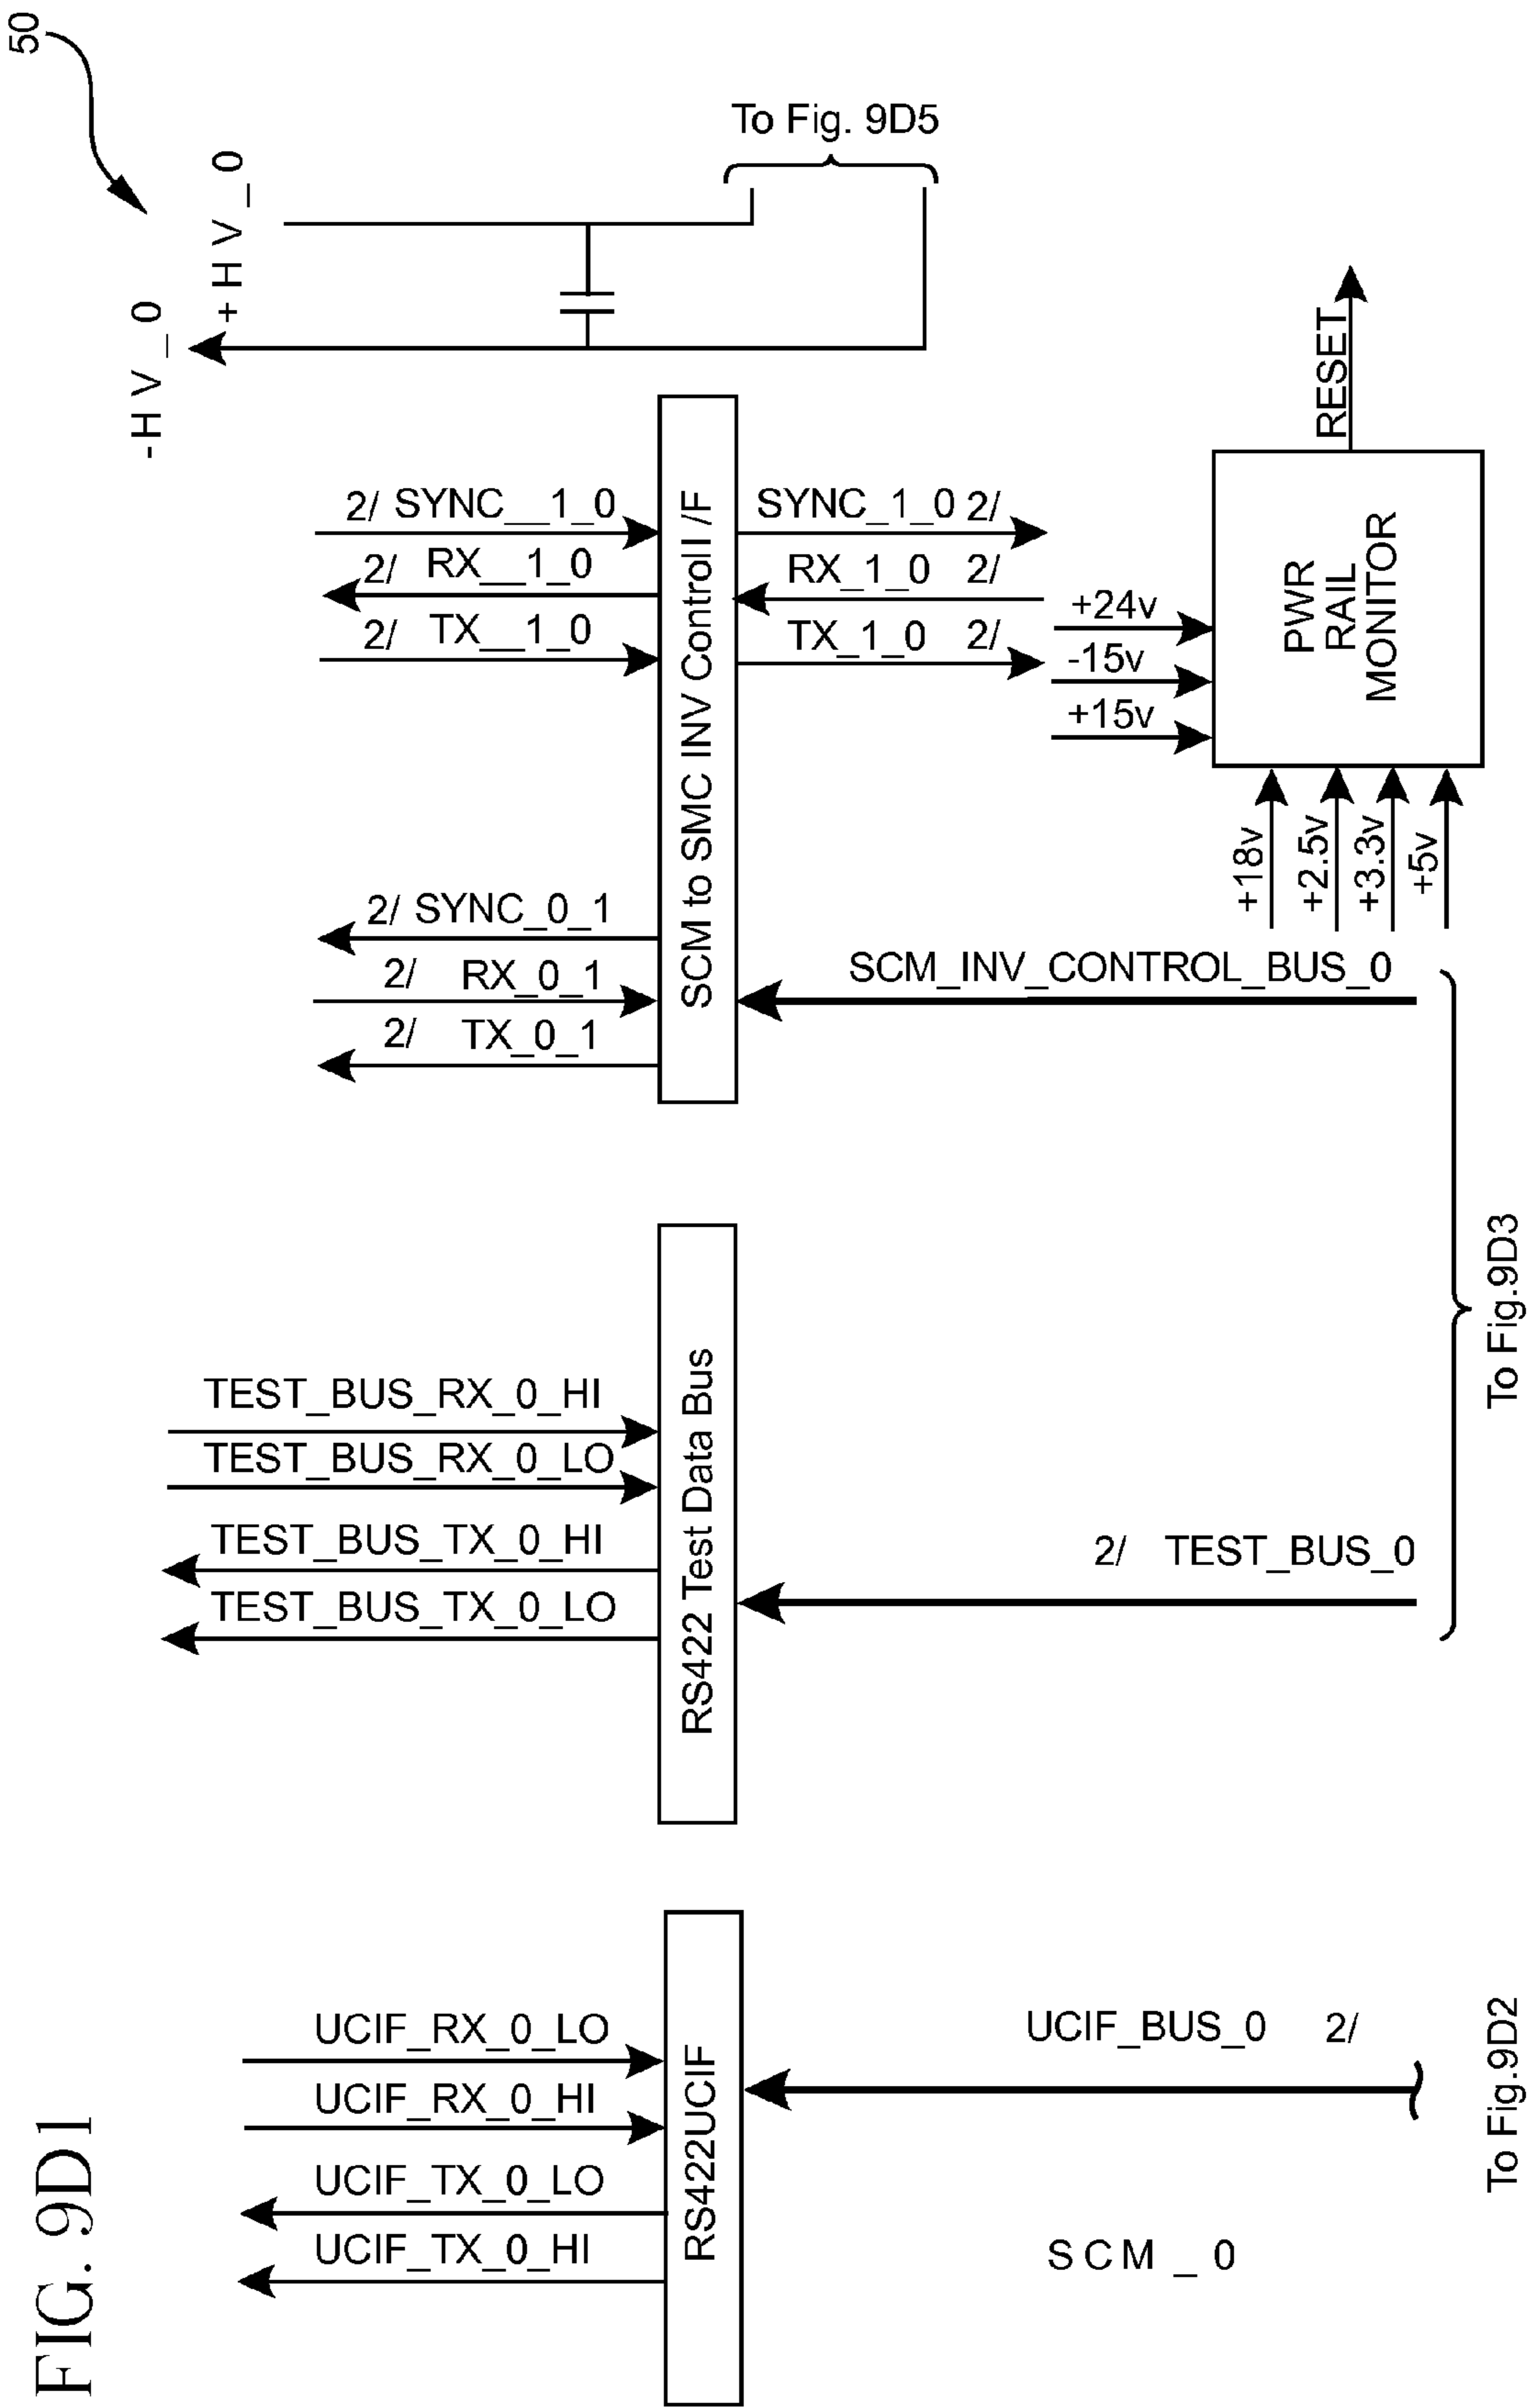 FIG. 9D1
50
-HV_0
+HV_0
To Fig. 9D5
UCIF_RX_0_LO
UCIF_RX_0_HI
UCIF_TX_0_LO
UCIF_TX_0_HI
RS422UCIF
UCIF_BUS_0 2/
SCM_0
To Fig.9D2
TEST_BUS_RX_0_HI
TEST_BUS_RX_0_LO
TEST_BUS_TX_0_HI
TEST_BUS_TX_0_LO
RS422 Test Data Bus
2/ TEST_BUS_0
2/ SYNC_0_1
2/ RX_0_1
2/ TX_0_1
2/ SYNC__1_0
2/ RX__1_0
2/ TX__1_0
SCM to SMC INV Control I/F
SYNC_1_0 2/
RX_1_0 2/
TX_1_0 2/
SCM_INV_CONTROL_BUS_0
To Fig.9D3
+24v
-15v
+15v
+18v
+2.5v
+3.3v
+5v
PWR
RAIL
MONITOR
RESET